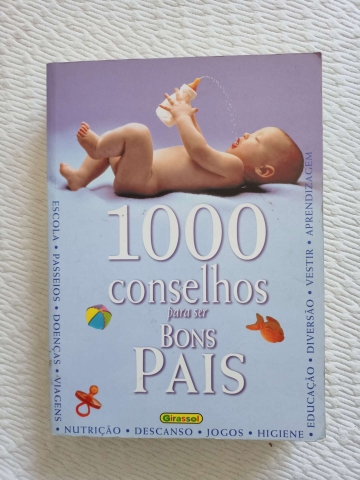 1000
conselhos
para ser
BONS
PAIS
ESCOLA • PASSEIOS • DOENÇAS • VIAGENS •
NUTRIÇÃO • DESCANSO • JOGOS • HIGIENE •
EDUCAÇÃO • DIVERSÃO • VESTIR • APRENDIZAGEM
Girassol